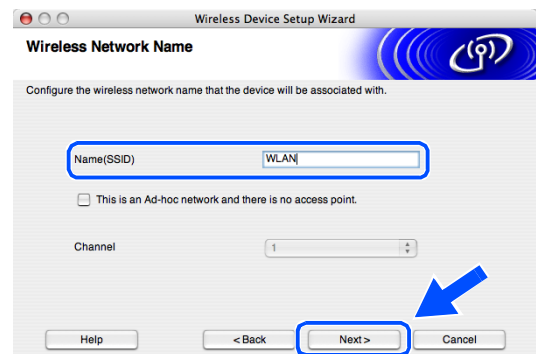 Wireless Device Setup Wizard
Wireless Network Name
Configure the wireless network name that the device will be associated with.
Name(SSID) WLAN
This is an Ad-hoc network and there is no access point.
Channel 1
Help < Back Next > Cancel